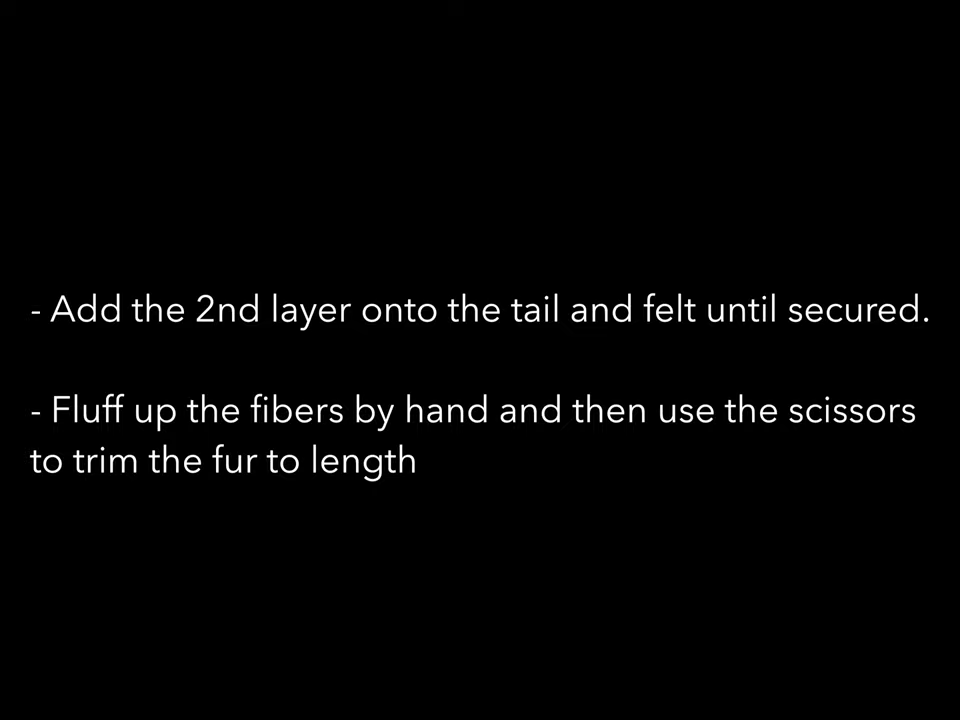 - Add the 2nd layer onto the tail and felt until secured.
- Fluff up the fibers by hand and then use the scissors
to trim the fur to length